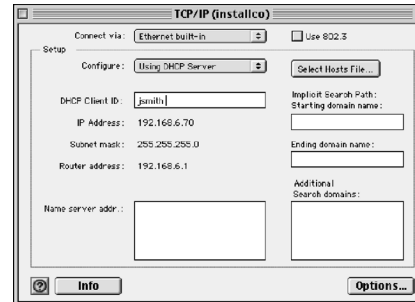 TCP/IP (installco)
Connect via: Ethernet built-in
Use 802.3
Setup
Configure: Using DHCP Server
Select Hosts File...
Implicit Search Path:
Starting domain name:
DHCP Client ID: jsmith
IP Address: 192.168.6.70
Subnet mask: 255.255.255.0
Ending domain name:
Router address: 192.168.6.1
Additional
Search domains:
Name server addr.:
?
Info
Options...